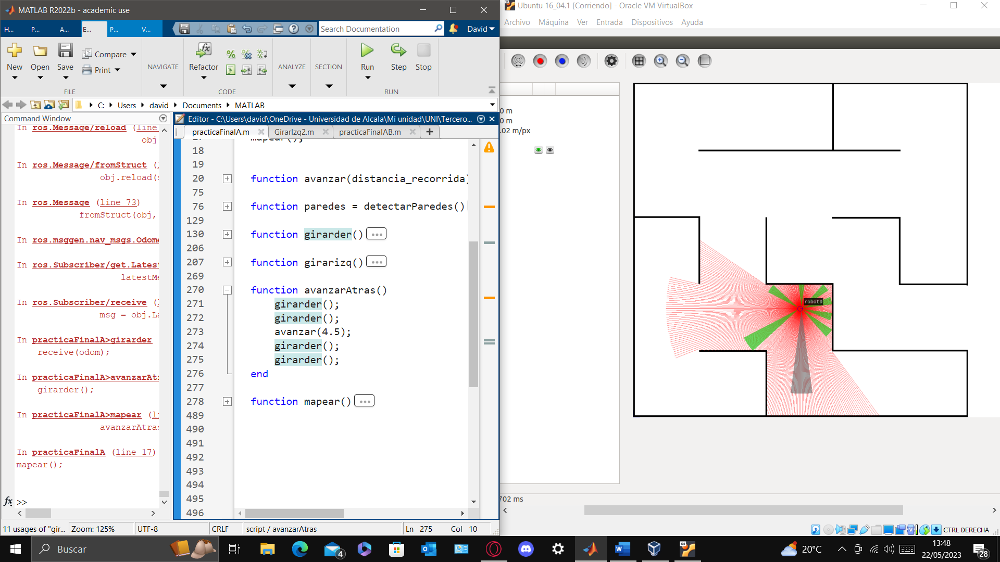 MATLAB R2022b - academic use
H...
P...
A...
E...
P...
V...
Search Documentation
David
New
Open
Save
Compare
Print
NAVIGATE
Refactor
ANALYZE
SECTION
Run
Step
Stop
FILE
CODE
RUN
C: Users david Documents MATLAB
Command Window
In ros.Message/reload (line
obj
In ros.Message/fromStruct (
obj.reload(
In ros.Message (line 73)
fromStruct(obj,
In ros.msggen.nav_msgs.Odome
In ros.Subscriber/get.Latest
latestMe
In ros.Subscriber/receive (
msg = obj.La
In practicaFinalA>girarder
receive(odom);
In practicaFinalA>avanzarAt
girarder();
In practicaFinalA>mapear (li
avanzarAtras
In practicaFinalA (line 17)
mapear();
fx >>
Editor - C:\Users\david\OneDrive - Universidad de Alcala\Mi unidad\UNI\Tercero...
practicaFinalA.m
GirarIzq2.m
practicaFinalAB.m
mapear();
18
19
20 function avanzar(distancia_recorrida)
75
76 function paredes = detectarParedes()
129
130 function girarder() ...
206
207 function girarizq() ...
269
270 function avanzarAtras()
271 girarder();
272 girarder();
273 avanzar(4.5);
274 girarder();
275 girarder();
276 end
277
278 function mapear() ...
489
490
491
492
493
494
495
496
11 usages of "gir...
Zoom: 125%
UTF-8
CRLF
script / avanzarAtras
Ln 275 Col 10
Ubuntu 16_04.1 [Corriendo] - Oracle VM VirtualBox
Archivo Máquina Ver Entrada Dispositivos Ayuda
0 m
0 m
.02 m/px
robot0
702 ms
CTRL DERECHA
Buscar
4
20°C
13:48
22/05/2023
28